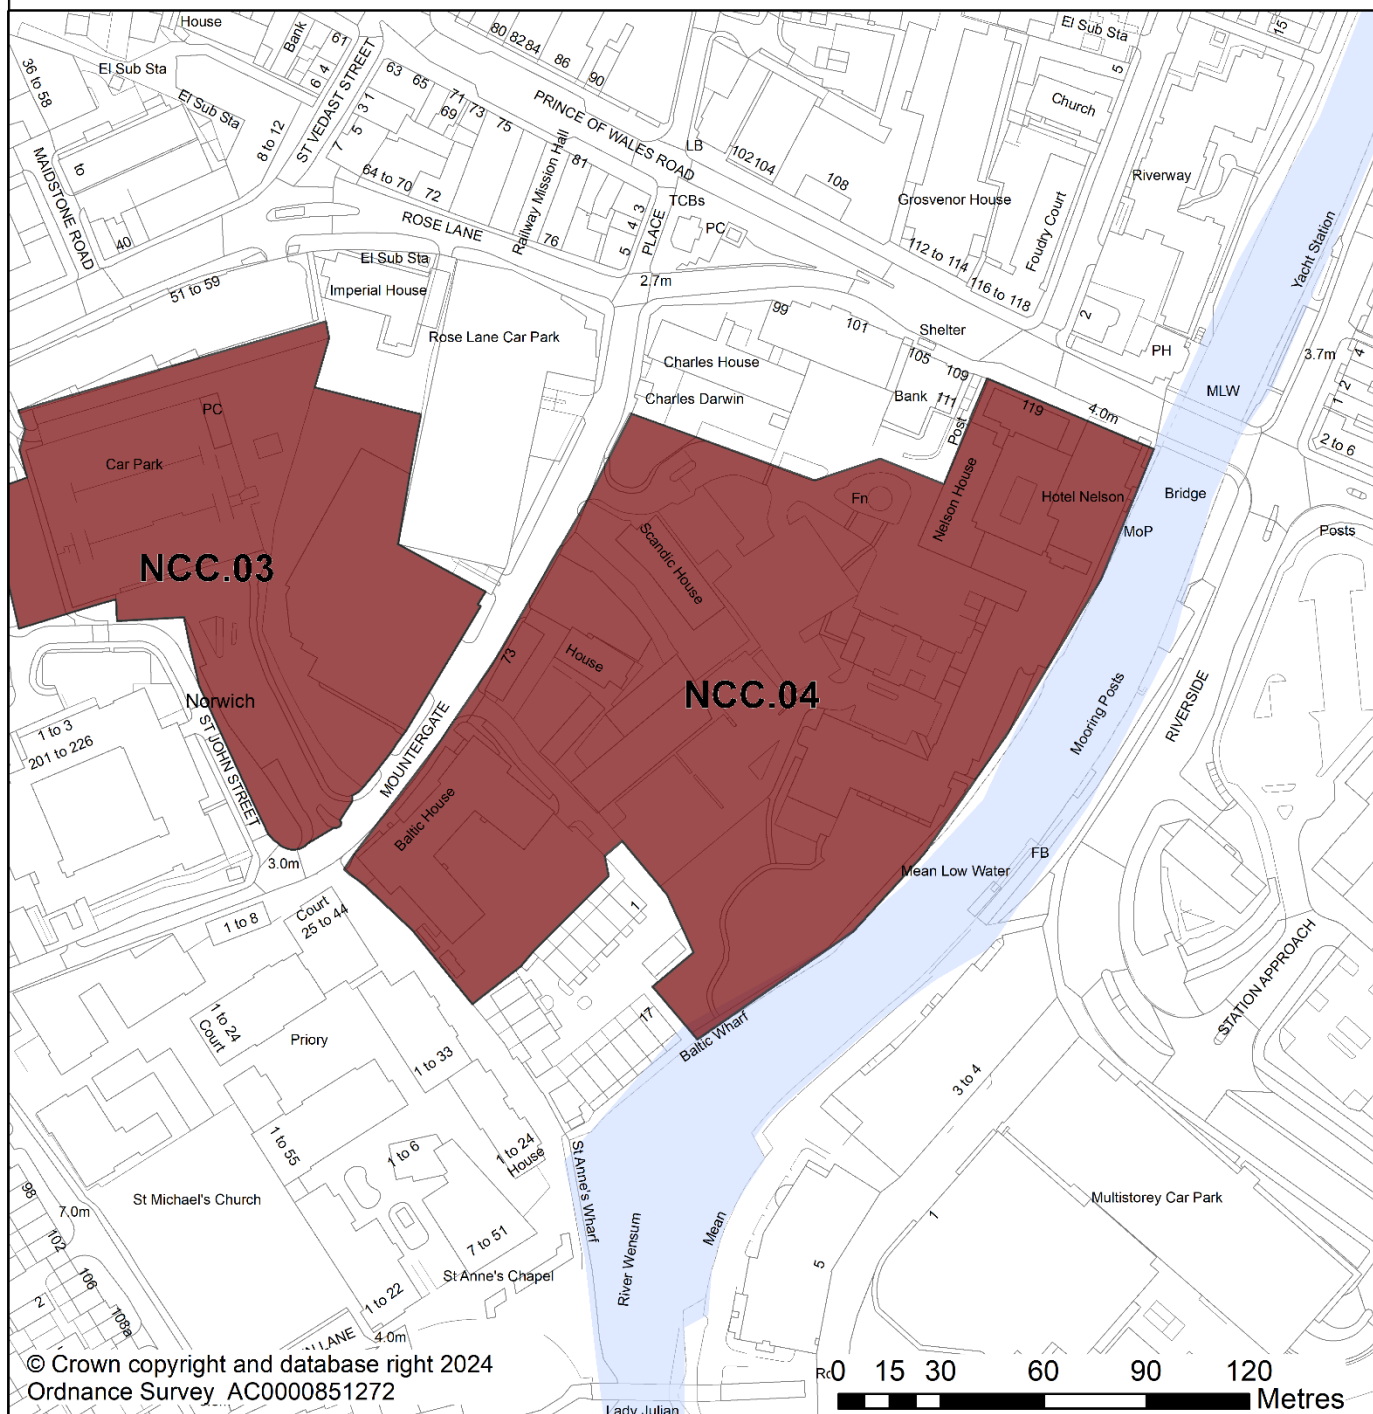 House
Bank
61
6 4
El Sub Sta
36 to 58
El Sub Sta
ST VEDAST STREET
8 to 12
MAIDSTONE ROAD
to
40
63
65
71
69
73
75
3 1
5
7
64 to 70
72
80 82 84
86
90
PRINCE OF WALES ROAD
LB
102 104
108
Railway Mission Hall
81
76
ROSE LANE
3
4
5
PLACE
TCBs
PC
2.7m
El Sub Sta
5
15
Church
Riverway
Grosvenor House
Foudry Court
112 to 114
116 to 118
2
PH
Yacht Station
3.7m
MLW
4
1 2
2 to 6
51 to 59
El Sub Sta
Imperial House
Rose Lane Car Park
99
101
Shelter
105
109
Bank
111
Post
Charles House
Charles Darwin
119
4.0m
PC
Car Park
NCC.03
Fn
Nelson House
Hotel Nelson
MoP
Bridge
Posts
Scandic House
House
73
NCC.04
Norwich
1 to 3
201 to 226
ST JOHN STREET
MOUNTERGATE
3.0m
Baltic House
Mooring Posts
RIVERSIDE
Mean Low Water
FB
STATION APPROACH
1 to 8
Court
25 to 44
1
17
Baltic Wharf
1 to 24
Court
Priory
1 to 33
3 to 4
1 to 55
1 to 6
1 to 24
House
St Anne's Wharf
St Michael's Church
98
7.0m
102
106
108a
2
7 to 51
St Anne's Chapel
1 to 22
4.0m
N LANE
River Wensum
Mean
5
1
Multistorey Car Park
Lady Julian
© Crown copyright and database right 2024
Ordnance Survey AC0000851272
0 15 30 60 90 120
Metres